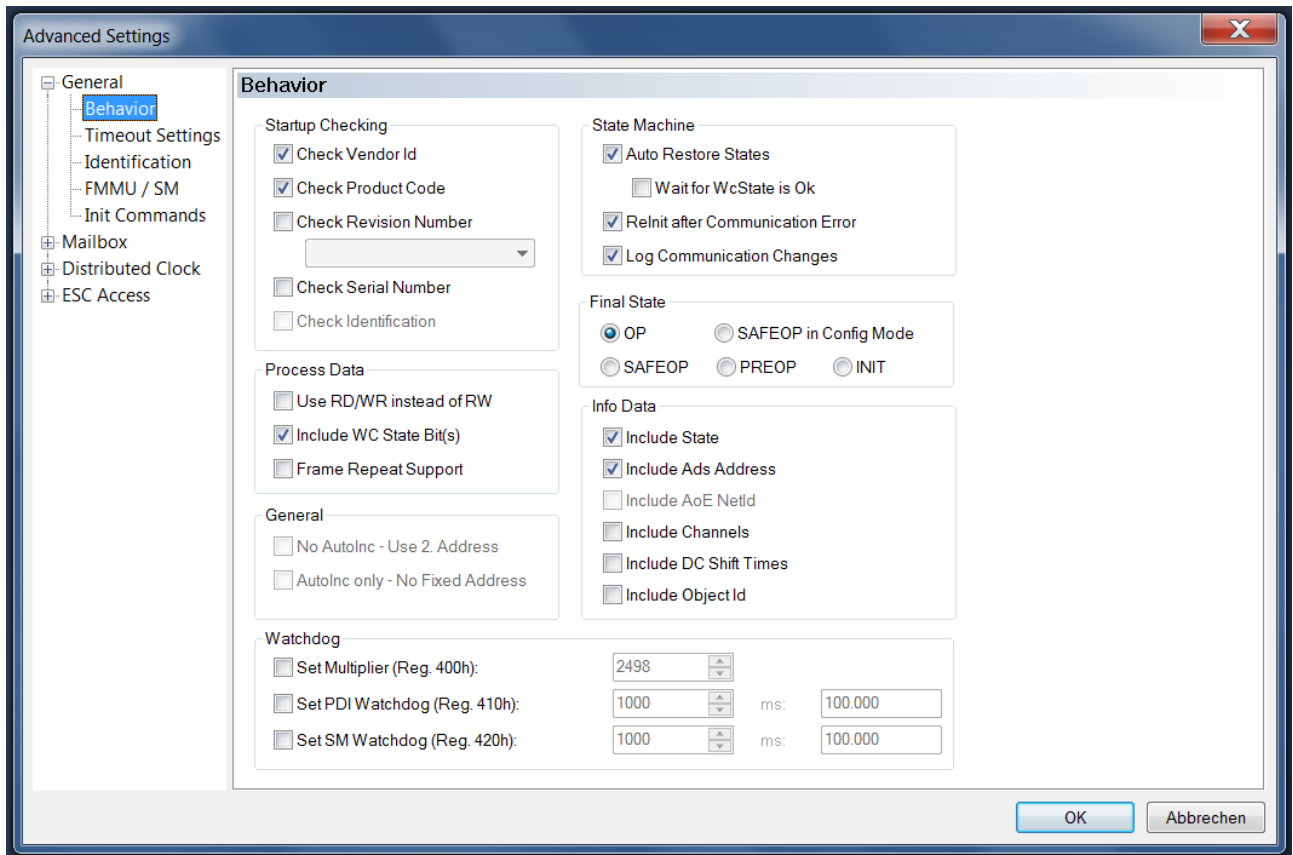 Advanced Settings
General
Behavior
Timeout Settings
Identification
FMMU / SM
Init Commands
Mailbox
Distributed Clock
ESC Access
Behavior
Startup Checking
Check Vendor Id
Check Product Code
Check Revision Number
Check Serial Number
Check Identification
Process Data
Use RD/WR instead of RW
Include WC State Bit(s)
Frame Repeat Support
General
No AutoInc - Use 2. Address
AutoInc only - No Fixed Address
State Machine
Auto Restore States
Wait for WcState is Ok
ReInit after Communication Error
Log Communication Changes
Final State
OP SAFEOP in Config Mode
SAFEOP PREOP INIT
Info Data
Include State
Include Ads Address
Include AoE NetId
Include Channels
Include DC Shift Times
Include Object Id
Watchdog
Set Multiplier (Reg. 400h): 2498
Set PDI Watchdog (Reg. 410h): 1000 ms: 100.000
Set SM Watchdog (Reg. 420h): 1000 ms: 100.000
OK Abbrechen